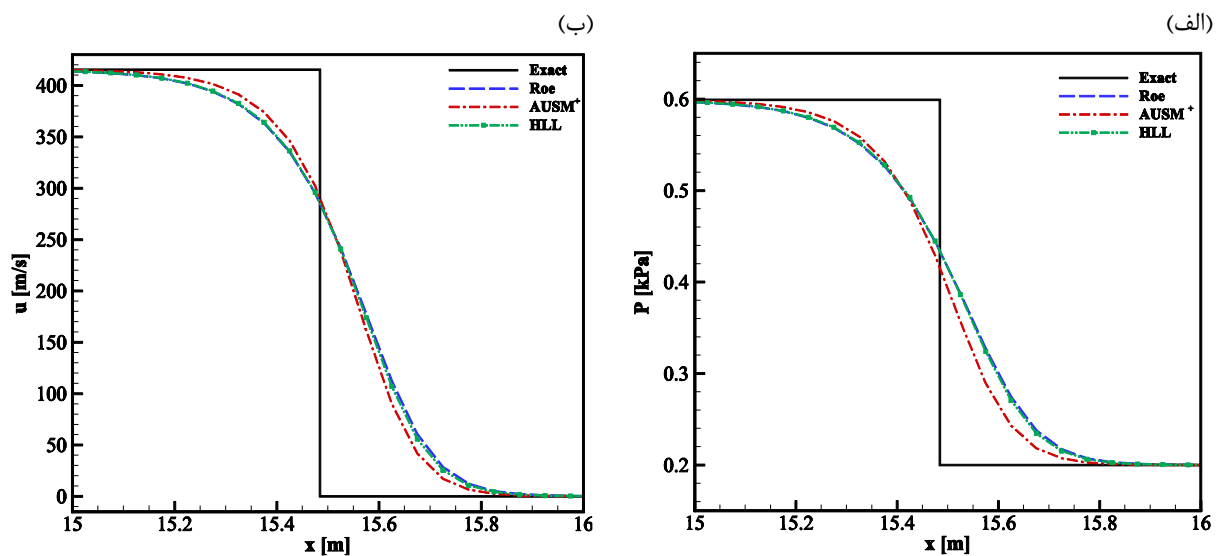 (ب)
(الف)
Exact
Roe
AUSM+
HLL
400
350
300
250
200
150
100
50
0
u [m/s]
15
15.2
15.4
15.6
15.8
16
x [m]
Exact
Roe
AUSM +
HLL
0.6
0.5
0.4
0.3
0.2
P [kPa]
15
15.2
15.4
15.6
15.8
16
x [m]